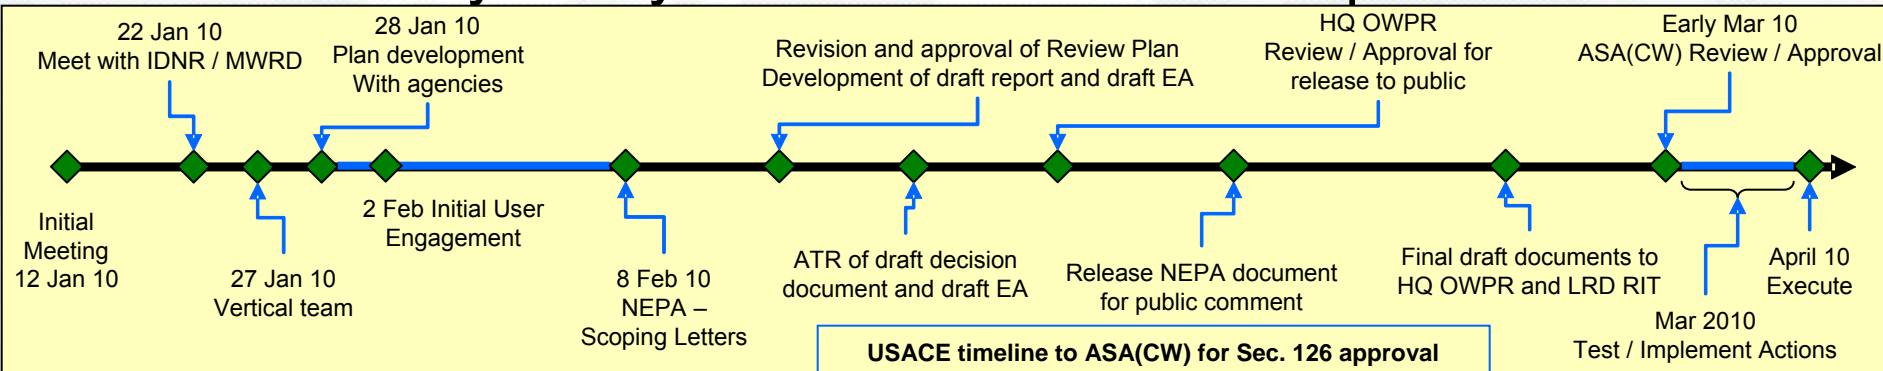 22 Jan 10
Meet with IDNR / MWRD
28 Jan 10
Plan development
With agencies
Revision and approval of Review Plan
Development of draft report and draft EA
HQ OWPR
Review / Approval for
release to public
Early Mar 10
ASA(CW) Review / Approval
Initial
Meeting
12 Jan 10
27 Jan 10
Vertical team
2 Feb Initial User
Engagement
8 Feb 10
NEPA –
Scoping Letters
ATR of draft decision
document and draft EA
Release NEPA document
for public comment
Final draft documents to
HQ OWPR and LRD RIT
Mar 2010
Test / Implement Actions
April 10
Execute
USACE timeline to ASA(CW) for Sec. 126 approval